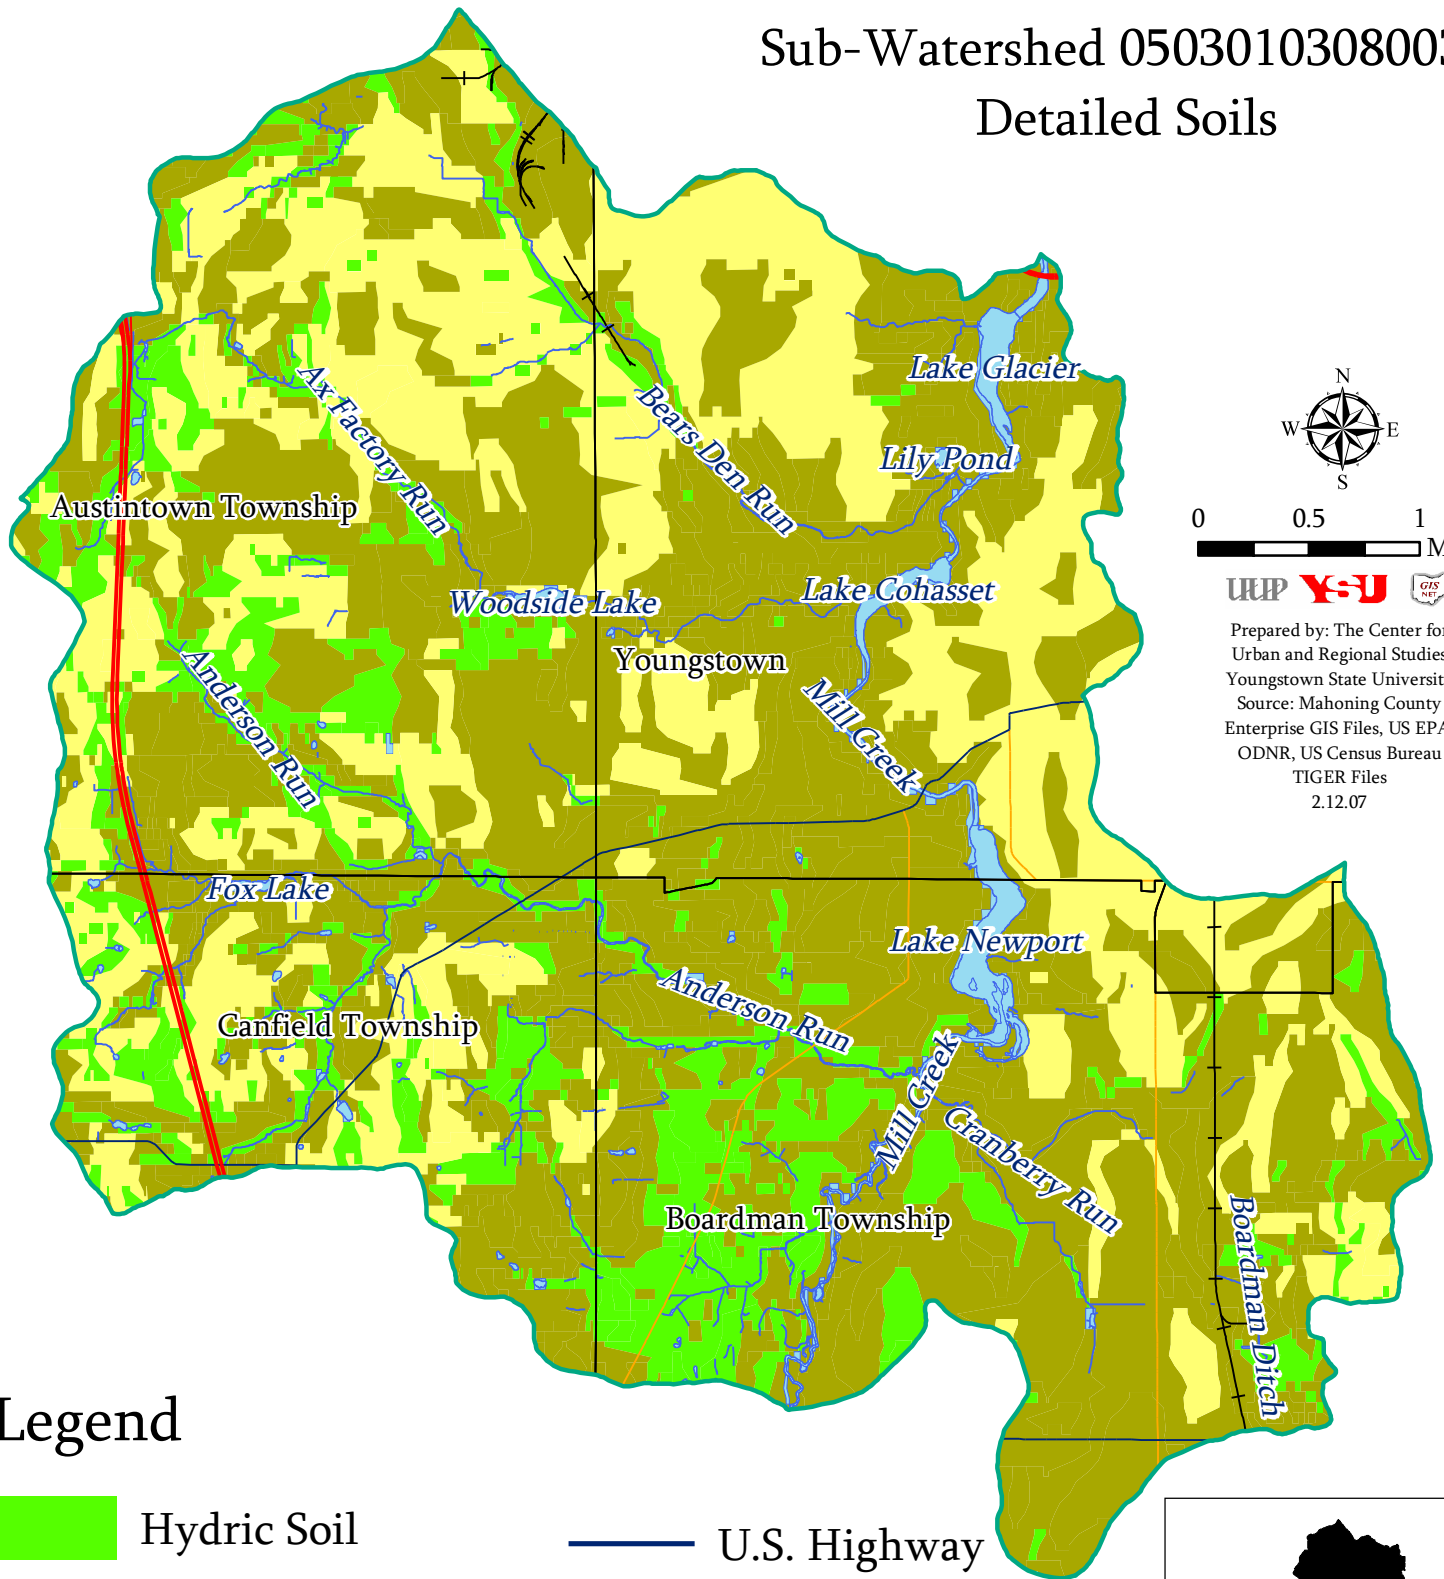 Sub-Watershed 0503010308003
Detailed Soils
Lake Glacier
Ax Factory Run
Bears Den Run
Lily Pond
Austintown Township
Woodside Lake
Lake Cohasset
Youngstown
Anderson Run
Mill Creek
Fox Lake
Lake Newport
Anderson Run
Canfield Township
Mill Creek
Cranberry Run
Boardman Township
Boardman Ditch
N
W E
S
0 0.5 1
M
UUP YSU GIS NET
Prepared by: The Center for
Urban and Regional Studies
Youngstown State Universit
Source: Mahoning County
Enterprise GIS Files, US EPA
ODNR, US Census Bureau
TIGER Files
2.12.07
Legend
Hydric Soil
U.S. Highway